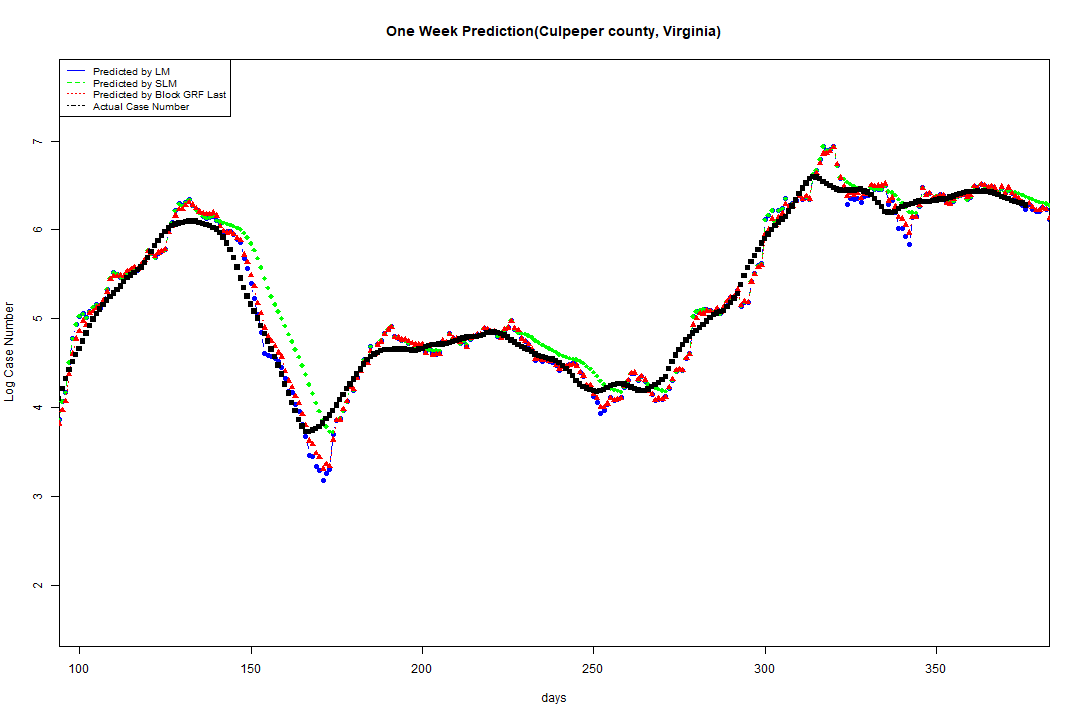 One Week Prediction(Culpeper county, Virginia)
Predicted by LM
Predicted by SLM
Predicted by Block GRF Last
Actual Case Number
7
6
5
4
3
2
Log Case Number
100 150 200 250 300 350
days